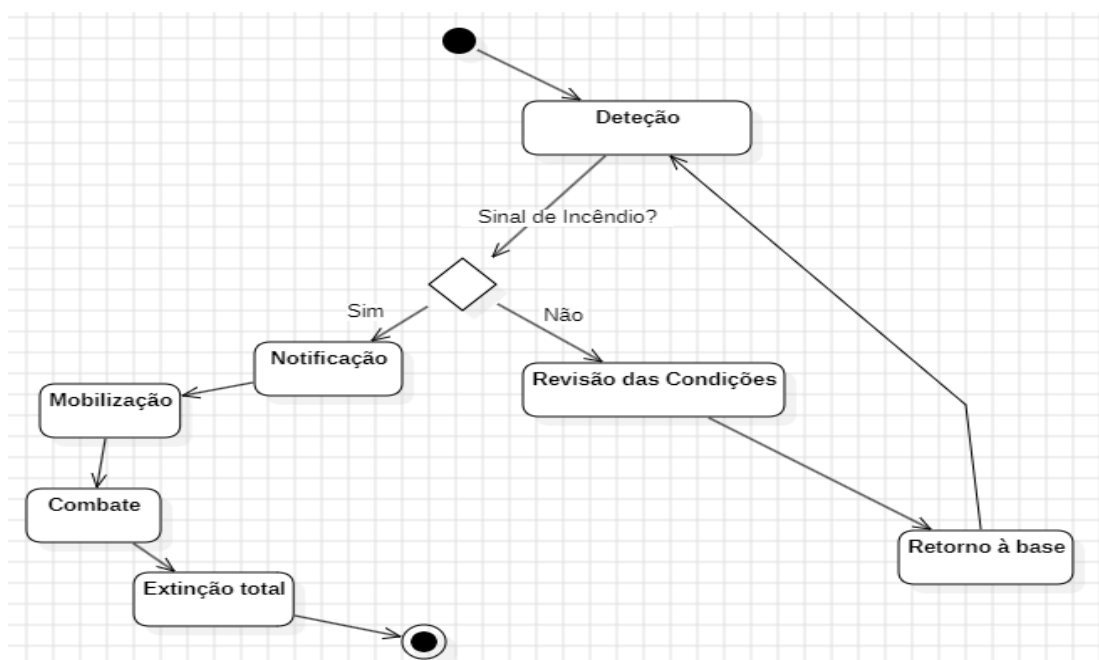 Deteção
Sinal de Incêndio?
Sim
Não
Notificação
Revisão das Condições
Mobilização
Combate
Retorno à base
Extinção total